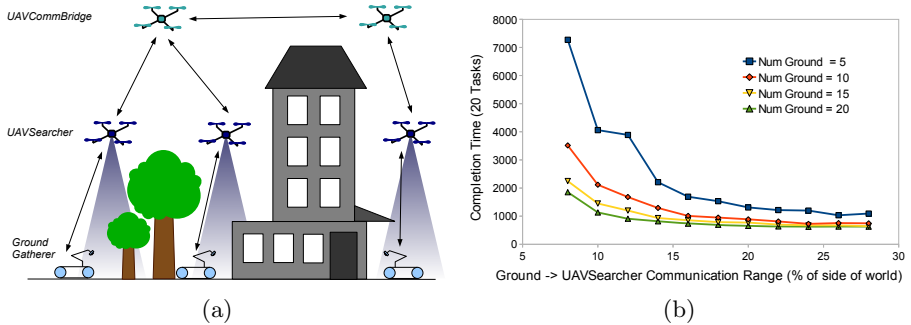 UAVCommBridge
UAVSearcher
Ground
Gatherer
(a)
Completion Time (20 Tasks)
8000
7000
6000
5000
4000
3000
2000
1000
0
Num Ground = 5
Num Ground = 10
Num Ground = 15
Num Ground = 20
5
10
15
20
25
30
Ground -> UAVSearcher Communication Range (% of side of world)
(b)